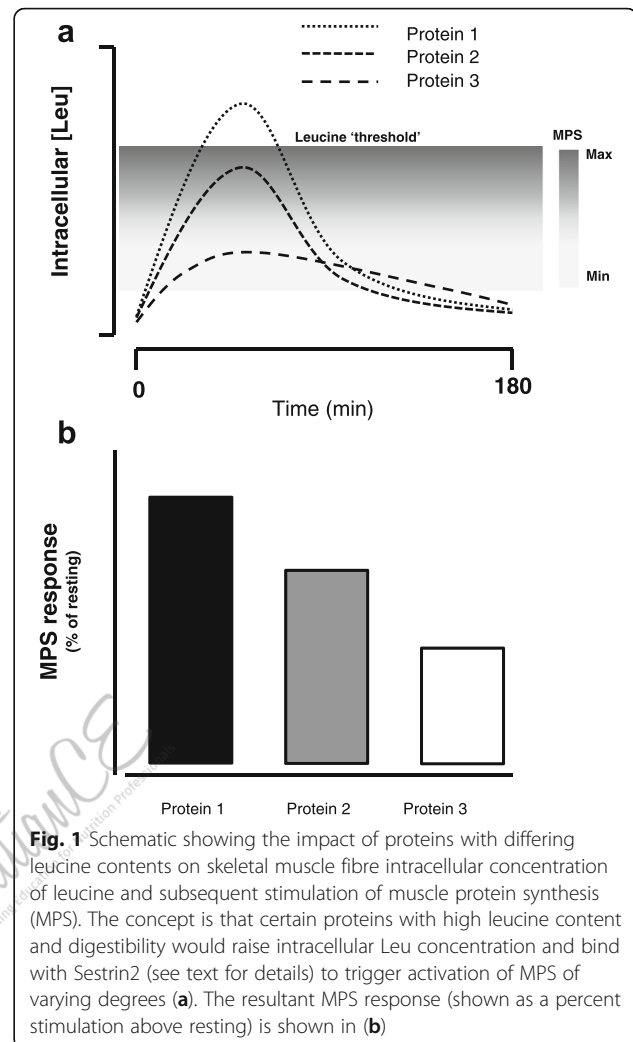 a
Protein 1
Protein 2
Protein 3
Intracellular [Leu]
Leucine ‘threshold’
MPS
Max
Min
0
180
Time (min)
b
MPS response
(% of resting)
Protein 1
Protein 2
Protein 3
Fig. 1 Schematic showing the impact of proteins with differing
leucine contents on skeletal muscle fibre intracellular concentration
of leucine and subsequent stimulation of muscle protein synthesis
(MPS). The concept is that certain proteins with high leucine content
and digestibility would raise intracellular Leu concentration and bind
with Sestrin2 (see text for details) to trigger activation of MPS of
varying degrees (a). The resultant MPS response (shown as a percent
stimulation above resting) is shown in (b)